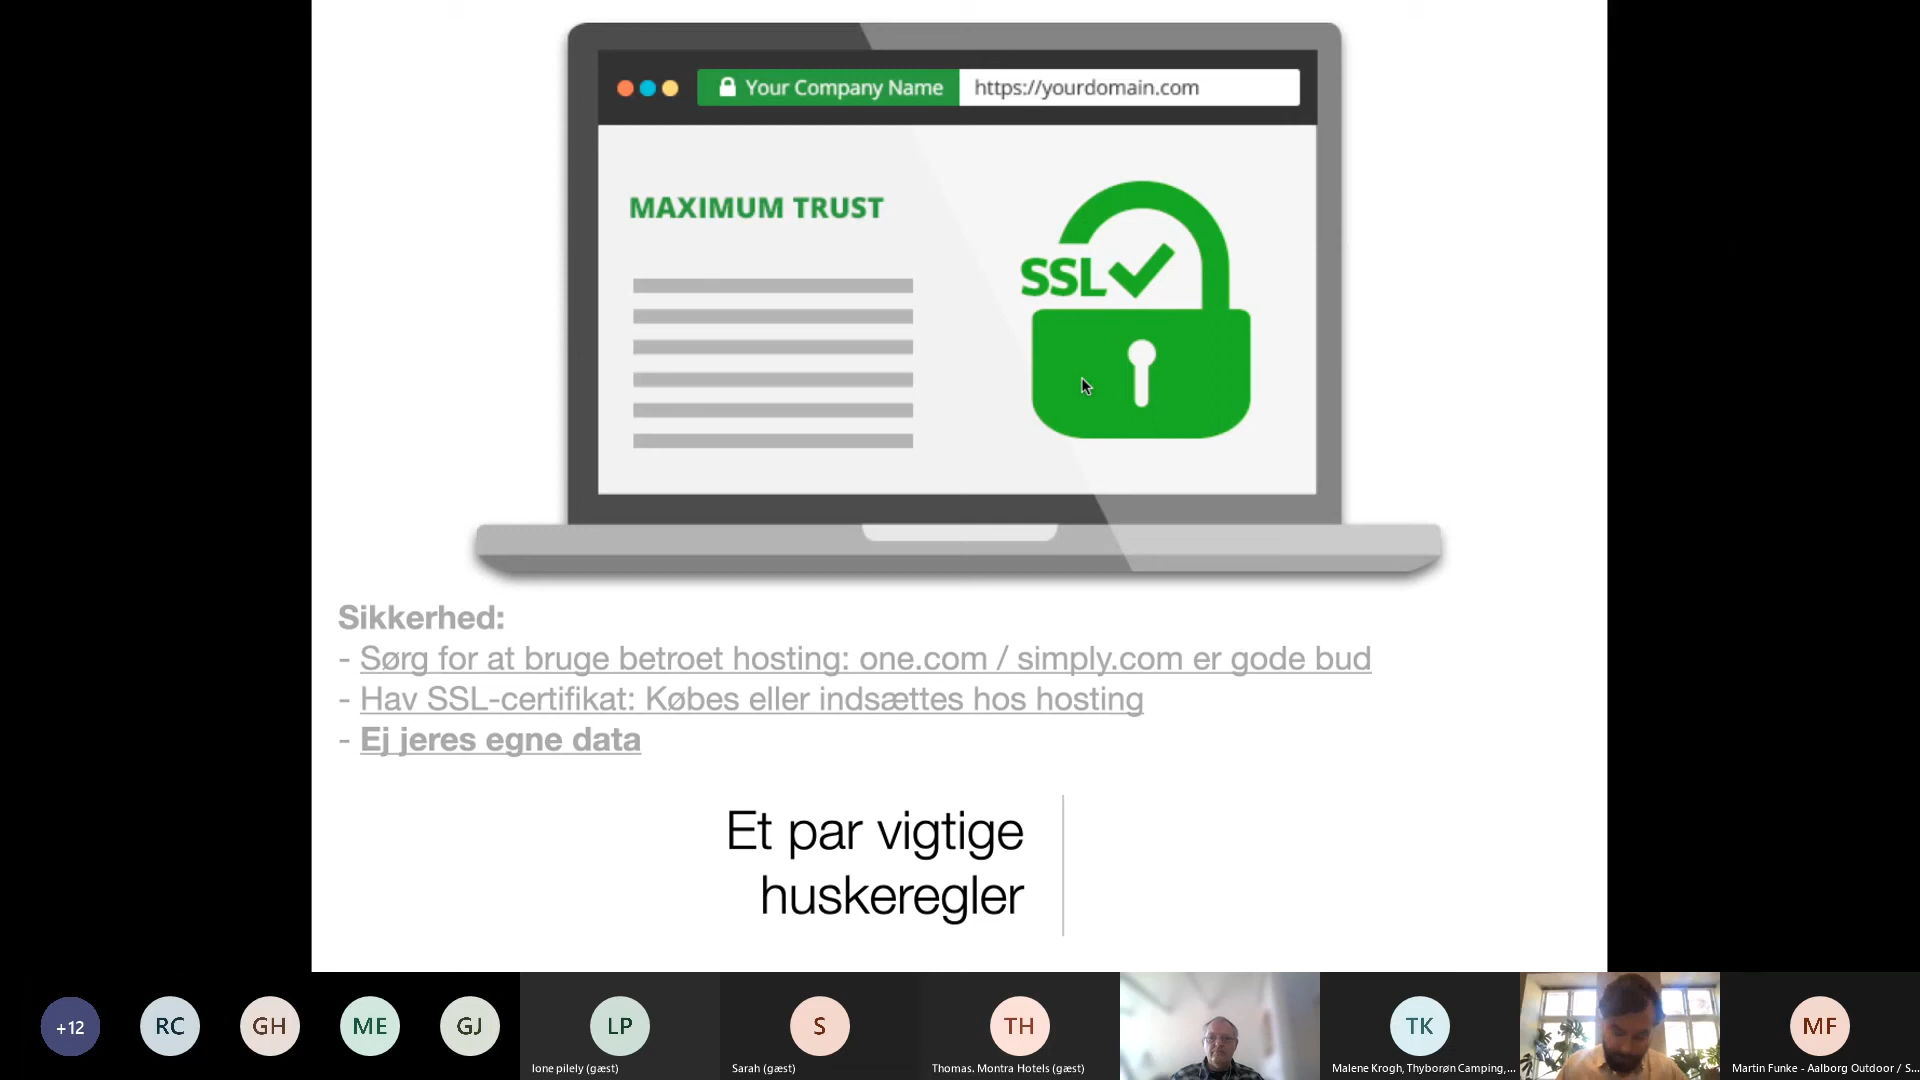 Your Company Name
https://yourdomain.com
MAXIMUM TRUST
SSL
Sikkerhed:
- Sørg for at bruge betroet hosting: one.com / simply.com er gode bud
- Hav SSL-certifikat: Købes eller indsættes hos hosting
- Ej jeres egne data
Et par vigtige
huskeregler
+12
RC
GH
ME
GJ
LP
S
TH
TK
MF
lone pilely (gæst)
Sarah (gæst)
Thomas. Montra Hotels (gæst)
Malene Krogh, Thyborøn Camping,...
Martin Funke - Aalborg Outdoor / S...